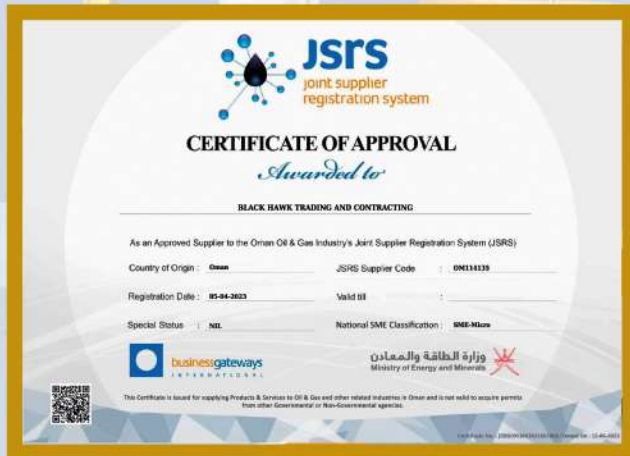 JSRS
joint supplier
registration system
CERTIFICATE OF APPROVAL
Awarded to
BLACK HAWK TRADING AND CONTRACTING
As an Approved Supplier to the Oman Oil & Gas Industry's Joint Supplier Registration System (JSRS)
Country of Origin : Oman JSRS Supplier Code : OM114139
Registration Date : 05-04-2023 Valid till :
Special Status : NIL National SME Classification : SME-Micro
businessgateways
INTERNATIONAL
وزارة الطاقة والمعادن
Ministry of Energy and Minerals
This Certificate is issued for supplying Products & Services to Oil & Gas and other related industries in Oman and is not valid to acquire permits
from other Governmental or Non-Governmental agencies.